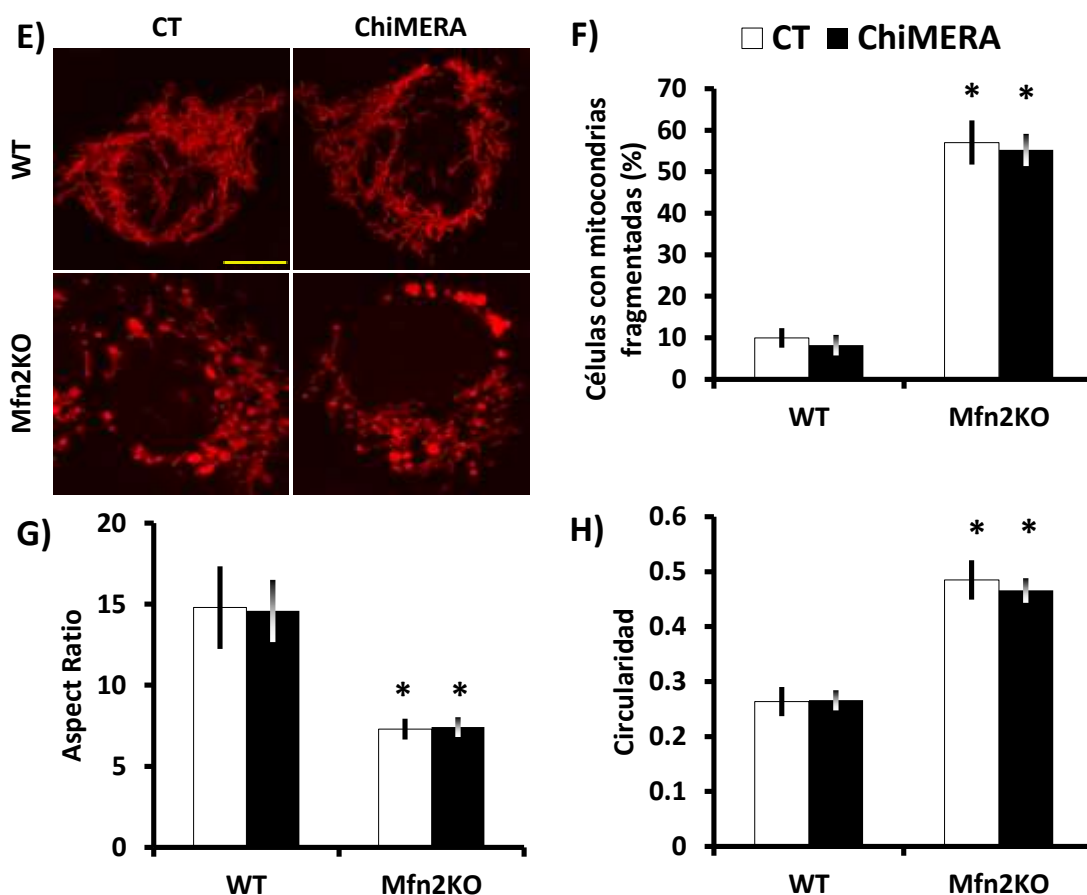 E)
CT
ChiMERA
WT
Mfn2KO
F)
CT ChiMERA
Células con mitocondrias
fragmentadas (%)
70
60
50
40
30
20
10
0
* *
WT
Mfn2KO
G)
Aspect Ratio
20
15
10
5
0
* *
WT
Mfn2KO
H)
Circularidad
0.6
0.5
0.4
0.3
0.2
0.1
0
* *
WT
Mfn2KO